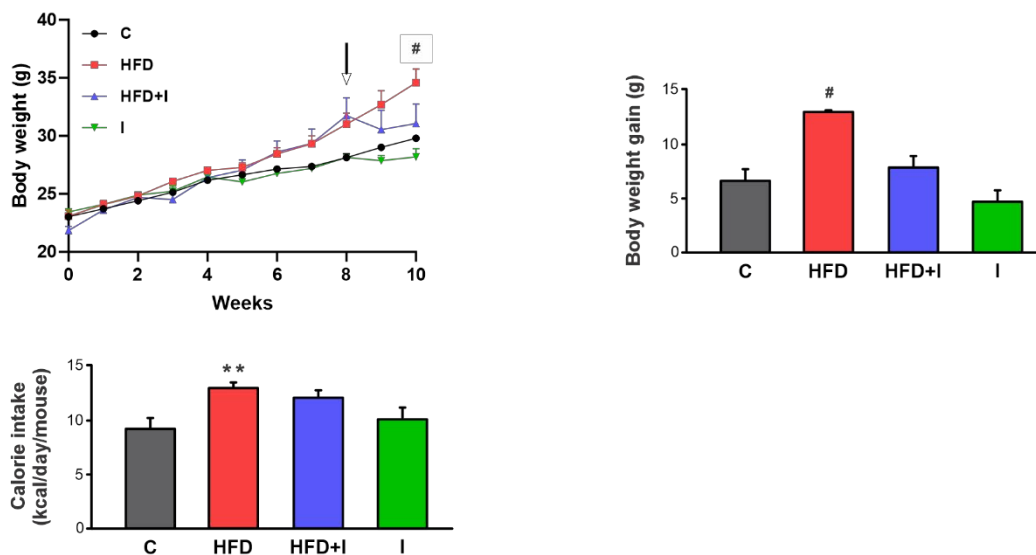 40
35
30
25
20
Body weight (g)
C
HFD
HFD+I
I
#
0 2 4 6 8 10
Weeks
15
10
5
0
Body weight gain (g)
#
C HFD HFD+I I
15
10
5
0
Calorie intake
(kcal/day/mouse)
**
C HFD HFD+I I